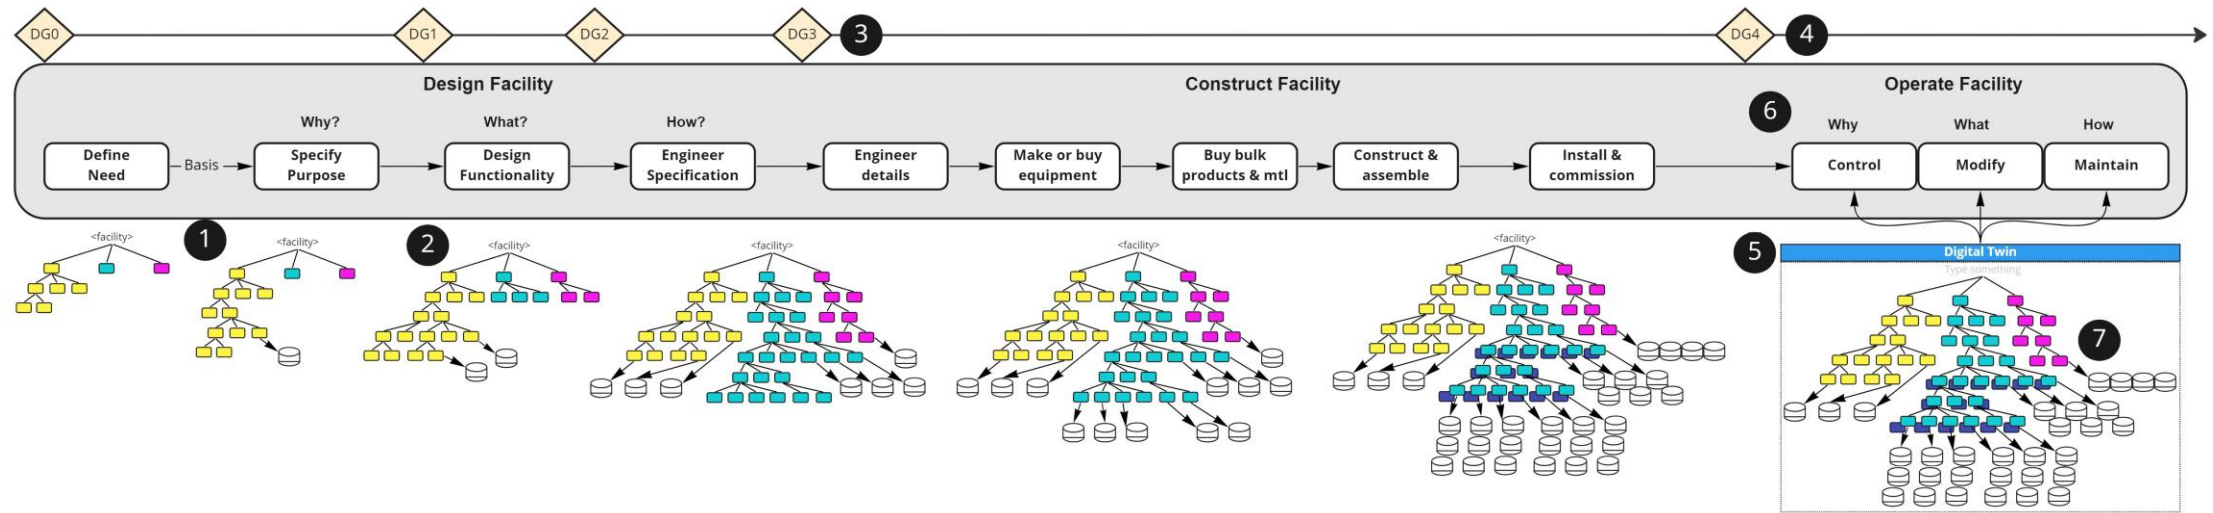 DG0
DG1
DG2
DG3
3
DG4
4
Design Facility
Construct Facility
Operate Facility
6
Why?
What?
How?
Why
What
How
Define
Need
Basis
Specify
Purpose
Design
Functionality
Engineer
Specification
Engineer
details
Make or buy
equipment
Buy bulk
products & mtl
Construct &
assemble
Install &
commission
Control
Modify
Maintain
<facility>
1
<facility>
2
<facility>
<facility>
<facility>
<facility>
5
Digital Twin
Type something
7